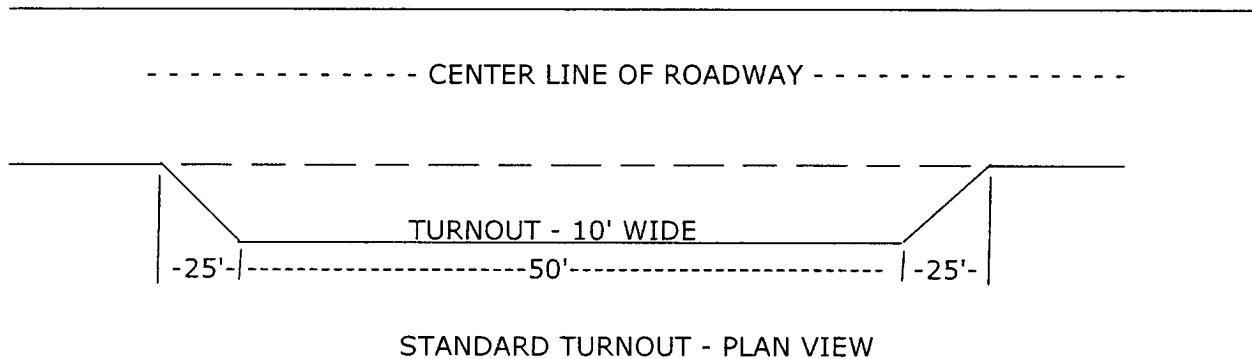 CENTER LINE OF ROADWAY
TURNOUT - 10' WIDE
-25'- 50' -25'-
STANDARD TURNOUT - PLAN VIEW